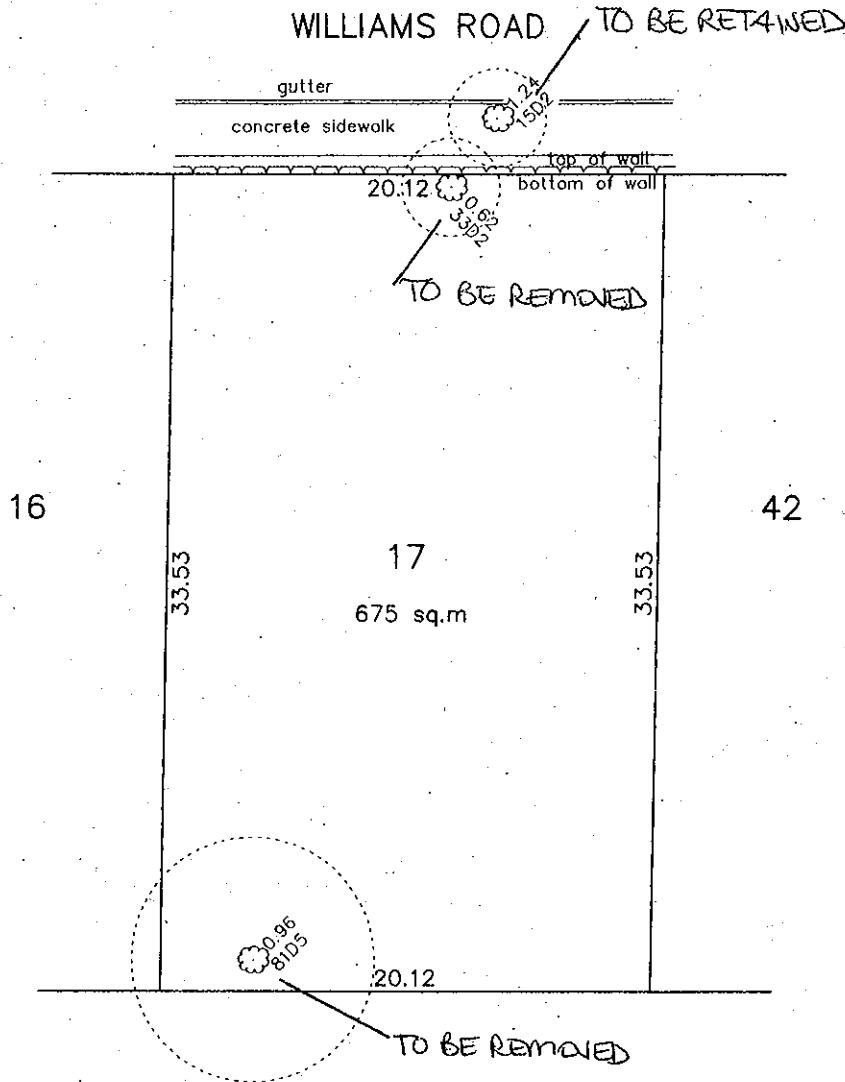 WILLIAMS ROAD
TO BE RETAINED
gutter
1.24
15D2
concrete sidewalk
top of wall
20.12
bottom of wall
0.62
33D2
TO BE REMOVED
16
42
17
33.53
33.53
675 sq.m
0.96
81D5
20.12
TO BE REMOVED